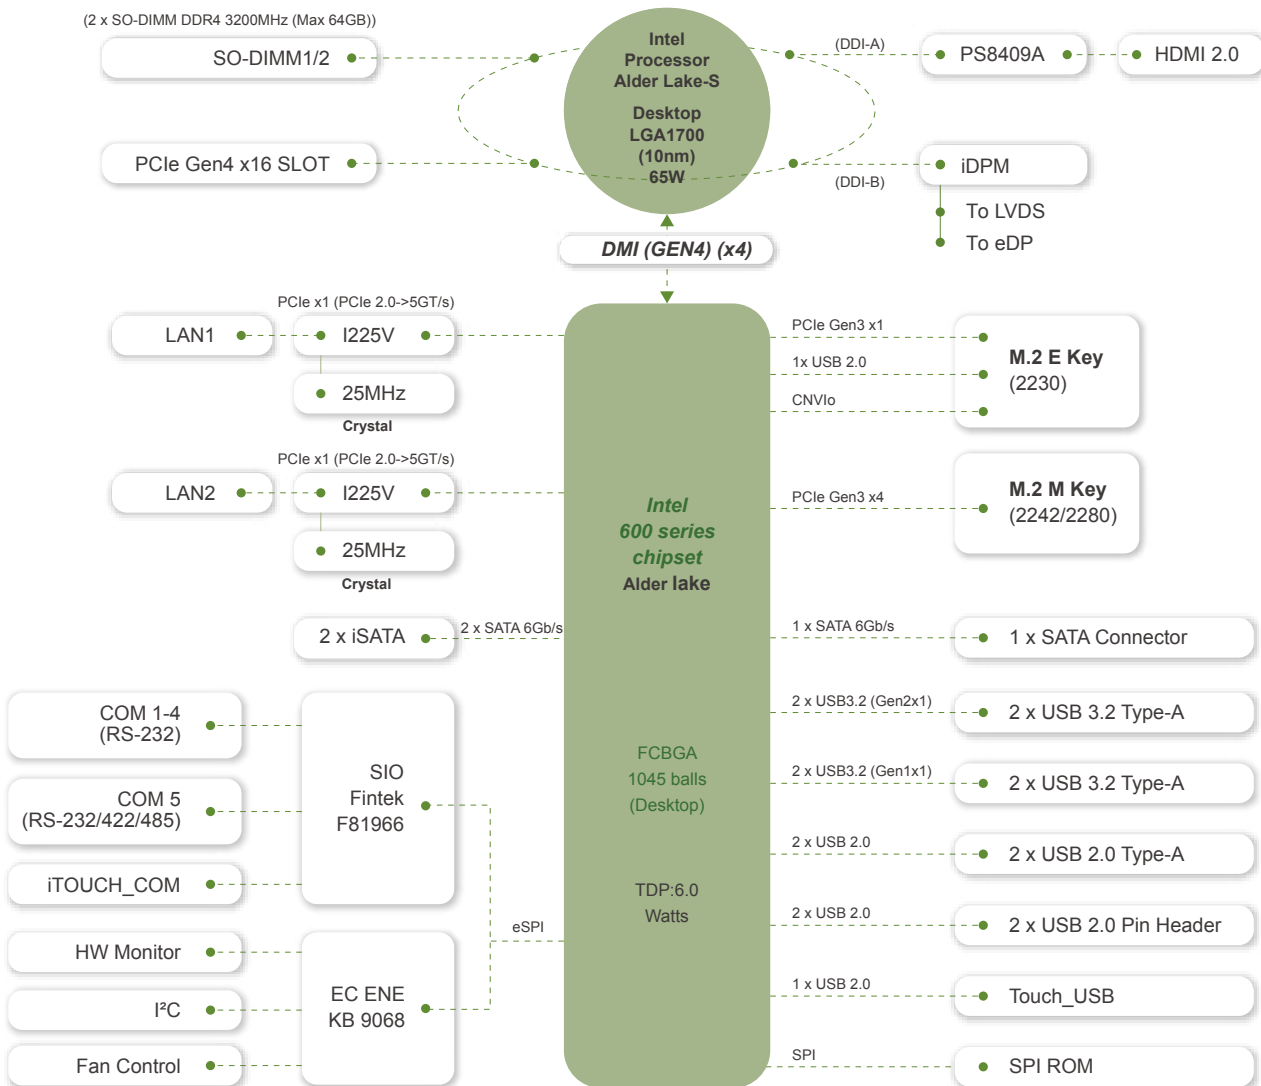 (2 x SO-DIMM DDR4 3200MHz (Max 64GB))
SO-DIMM1/2
PCIe Gen4 x16 SLOT
Intel
Processor
Alder Lake-S
Desktop
LGA1700
(10nm)
65W
(DDI-A)
PS8409A
HDMI 2.0
(DDI-B)
iDPM
To LVDS
To eDP
DMI (GEN4) (x4)
PCIe x1 (PCIe 2.0->5GT/s)
LAN1
I225V
25MHz
Crystal
PCIe x1 (PCIe 2.0->5GT/s)
LAN2
I225V
25MHz
Crystal
2 x iSATA
2 x SATA 6Gb/s
COM 1-4
(RS-232)
COM 5
(RS-232/422/485)
iTOUCH_COM
SIO
Fintek
F81966
HW Monitor
I²C
Fan Control
EC ENE
KB 9068
eSPI
Intel
600 series
chipset
Alder lake
FCBGA
1045 balls
(Desktop)
TDP:6.0
Watts
PCIe Gen3 x1
1x USB 2.0
CNVIo
M.2 E Key
(2230)
PCIe Gen3 x4
M.2 M Key
(2242/2280)
1 x SATA 6Gb/s
1 x SATA Connector
2 x USB3.2 (Gen2x1)
2 x USB 3.2 Type-A
2 x USB3.2 (Gen1x1)
2 x USB 3.2 Type-A
2 x USB 2.0
2 x USB 2.0 Type-A
2 x USB 2.0
2 x USB 2.0 Pin Header
1 x USB 2.0
Touch_USB
SPI
SPI ROM